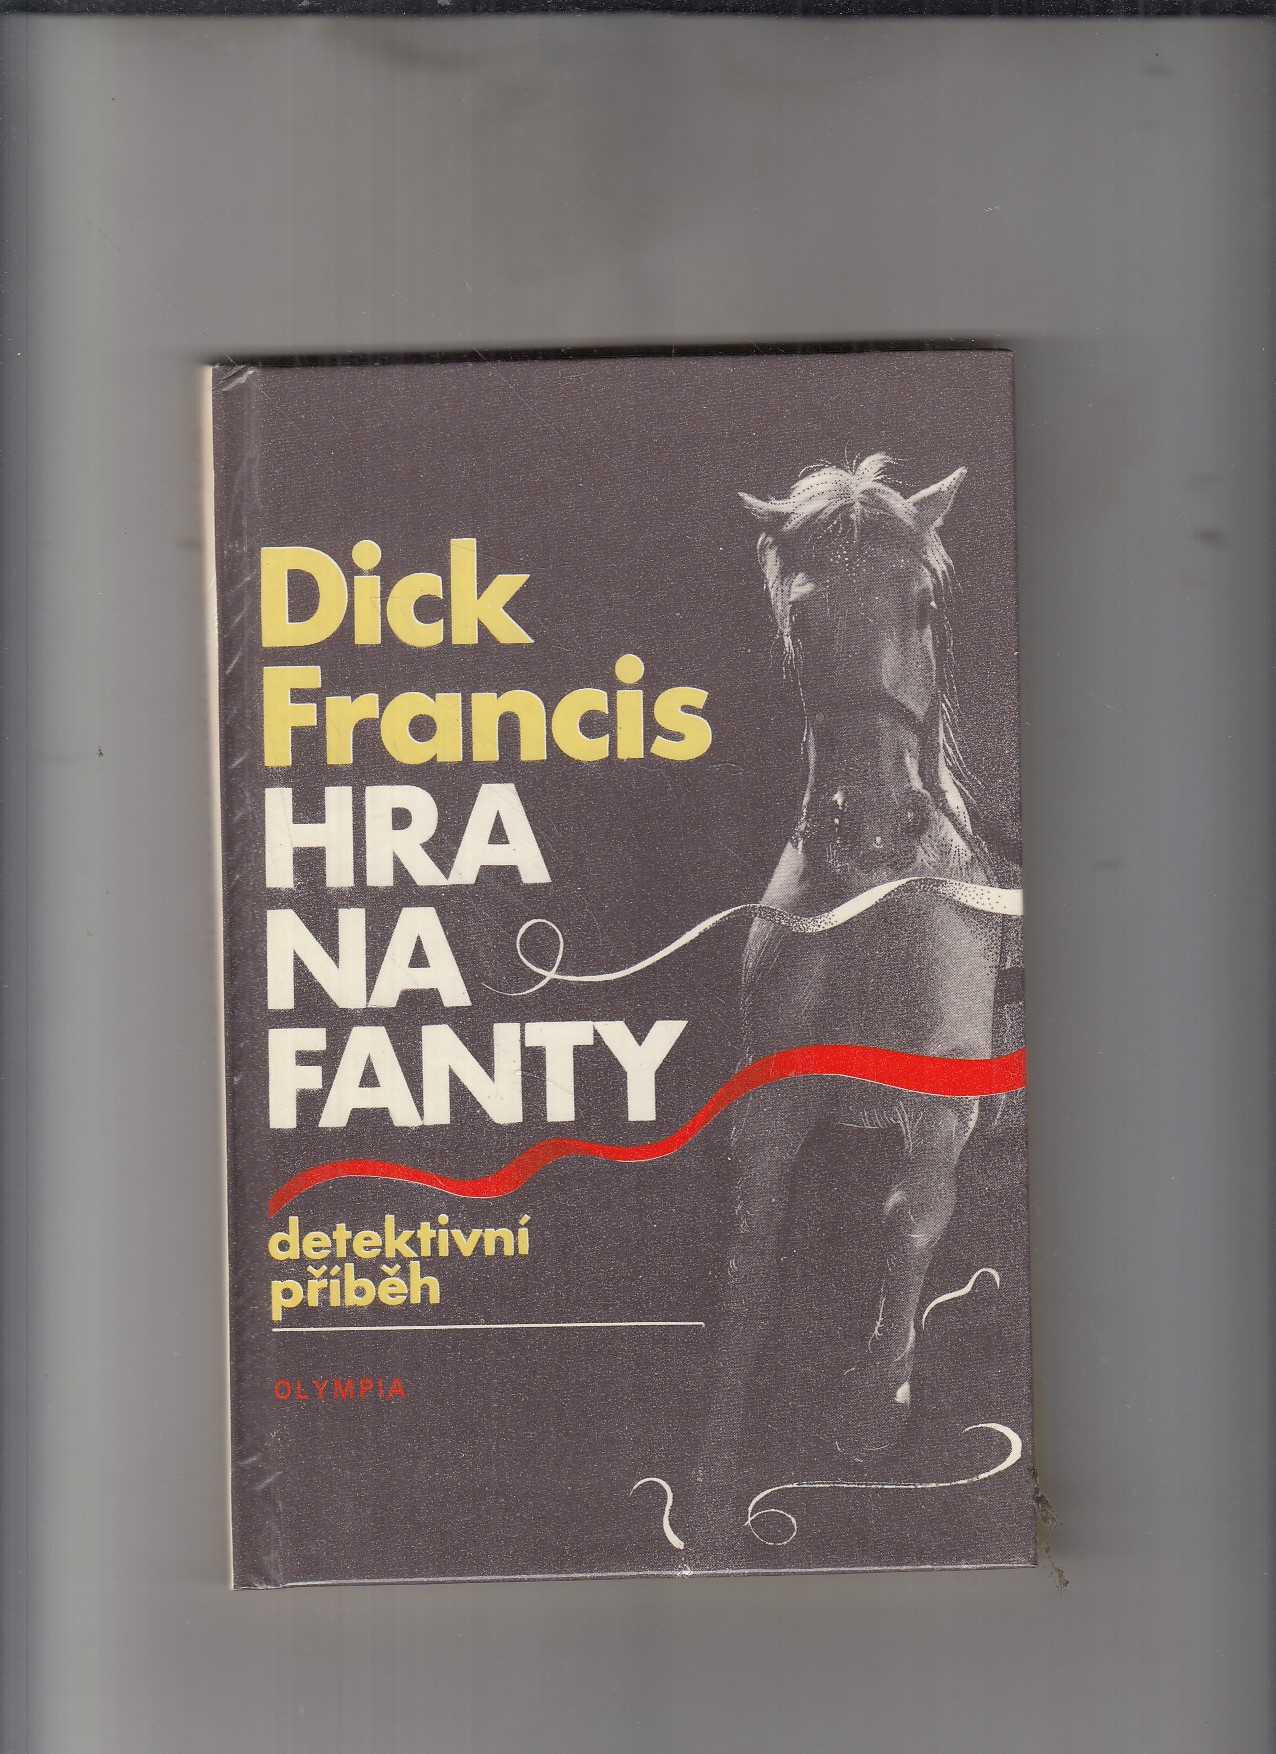 Dick
Francis
HRA
NA
FANTY
detektivní
příběh
OLYMPIA